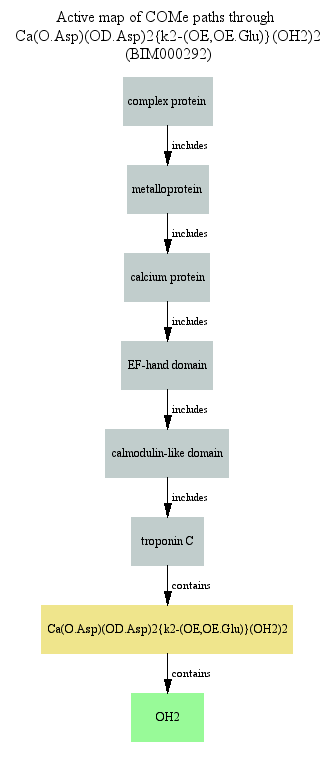 Active map of COMe paths through
Ca(O.Asp)(OD.Asp)2{k2-(OE,OE.Glu)}(OH2)2
(BIM000292)
complex protein
includes
metalloprotein
includes
calcium protein
includes
EF-hand domain
includes
calmodulin-like domain
includes
troponin C
contains
Ca(O.Asp)(OD.Asp)2{k2-(OE,OE.Glu)}(OH2)2
contains
OH2